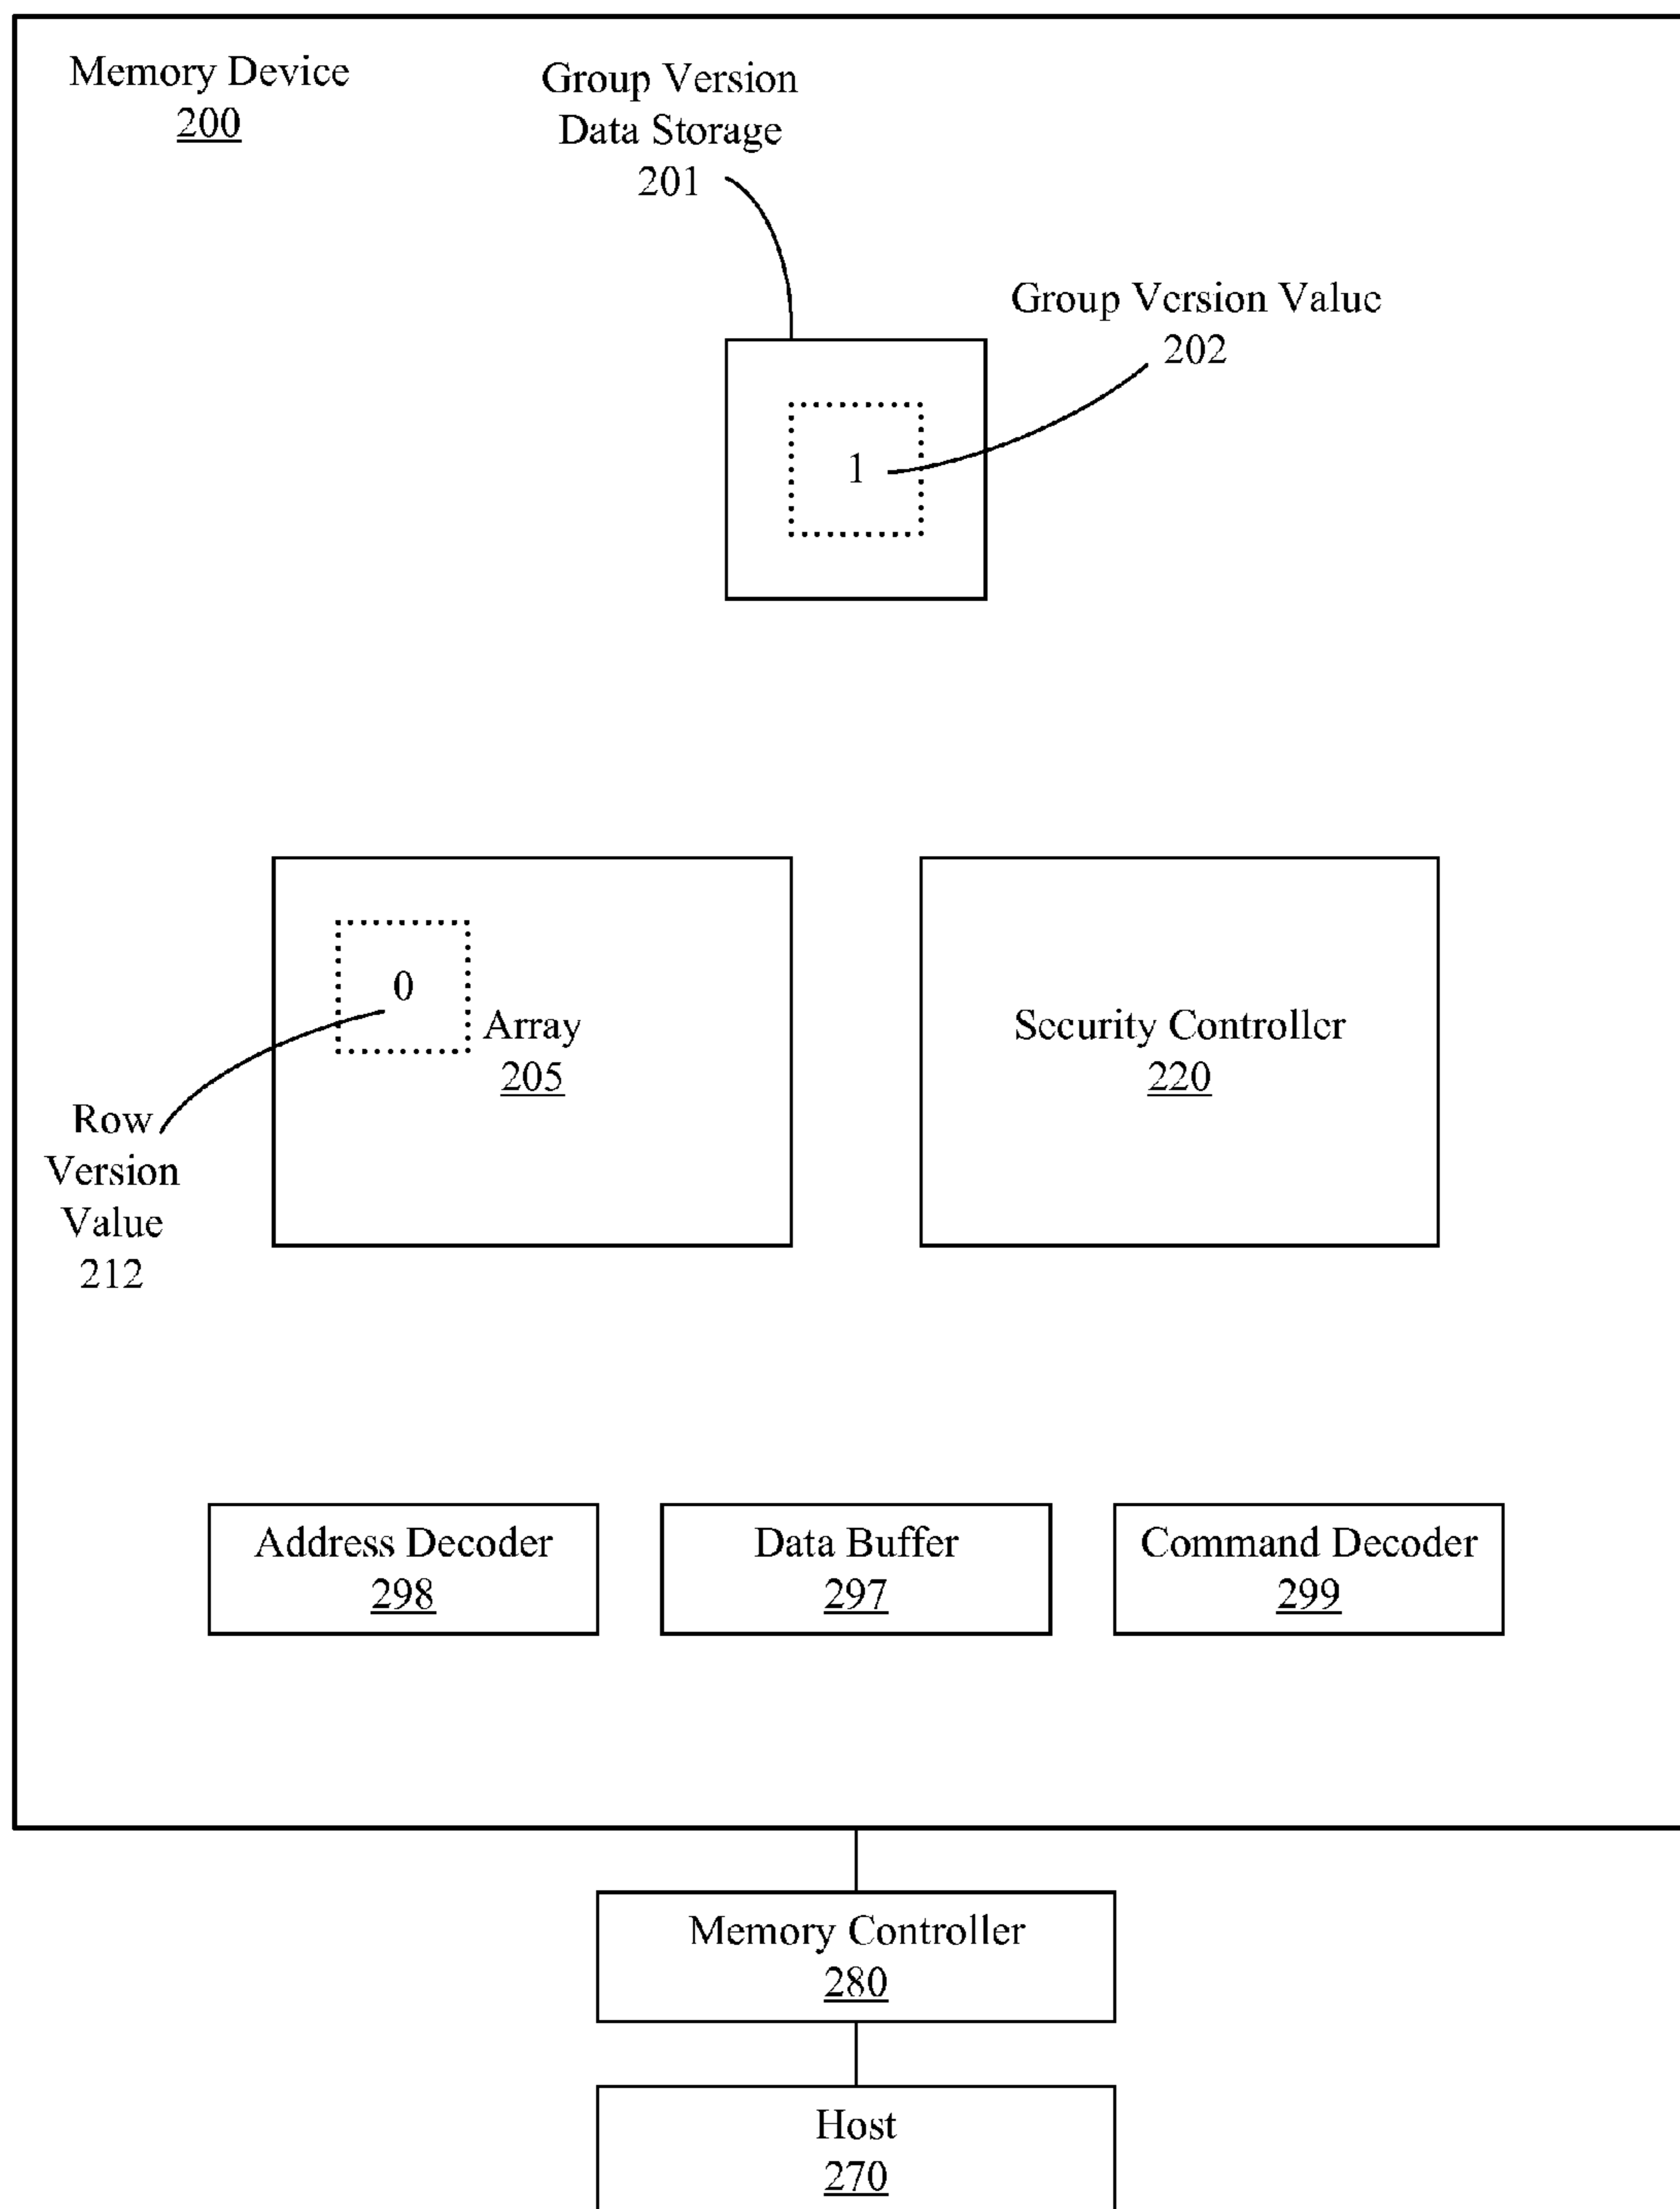 Memory Device
200
Group Version
Data Storage
201
Group Version Value
202
1
0
Array
205
Security Controller
220
Row
Version
Value
212
Address Decoder
298
Data Buffer
297
Command Decoder
299
Memory Controller
280
Host
270